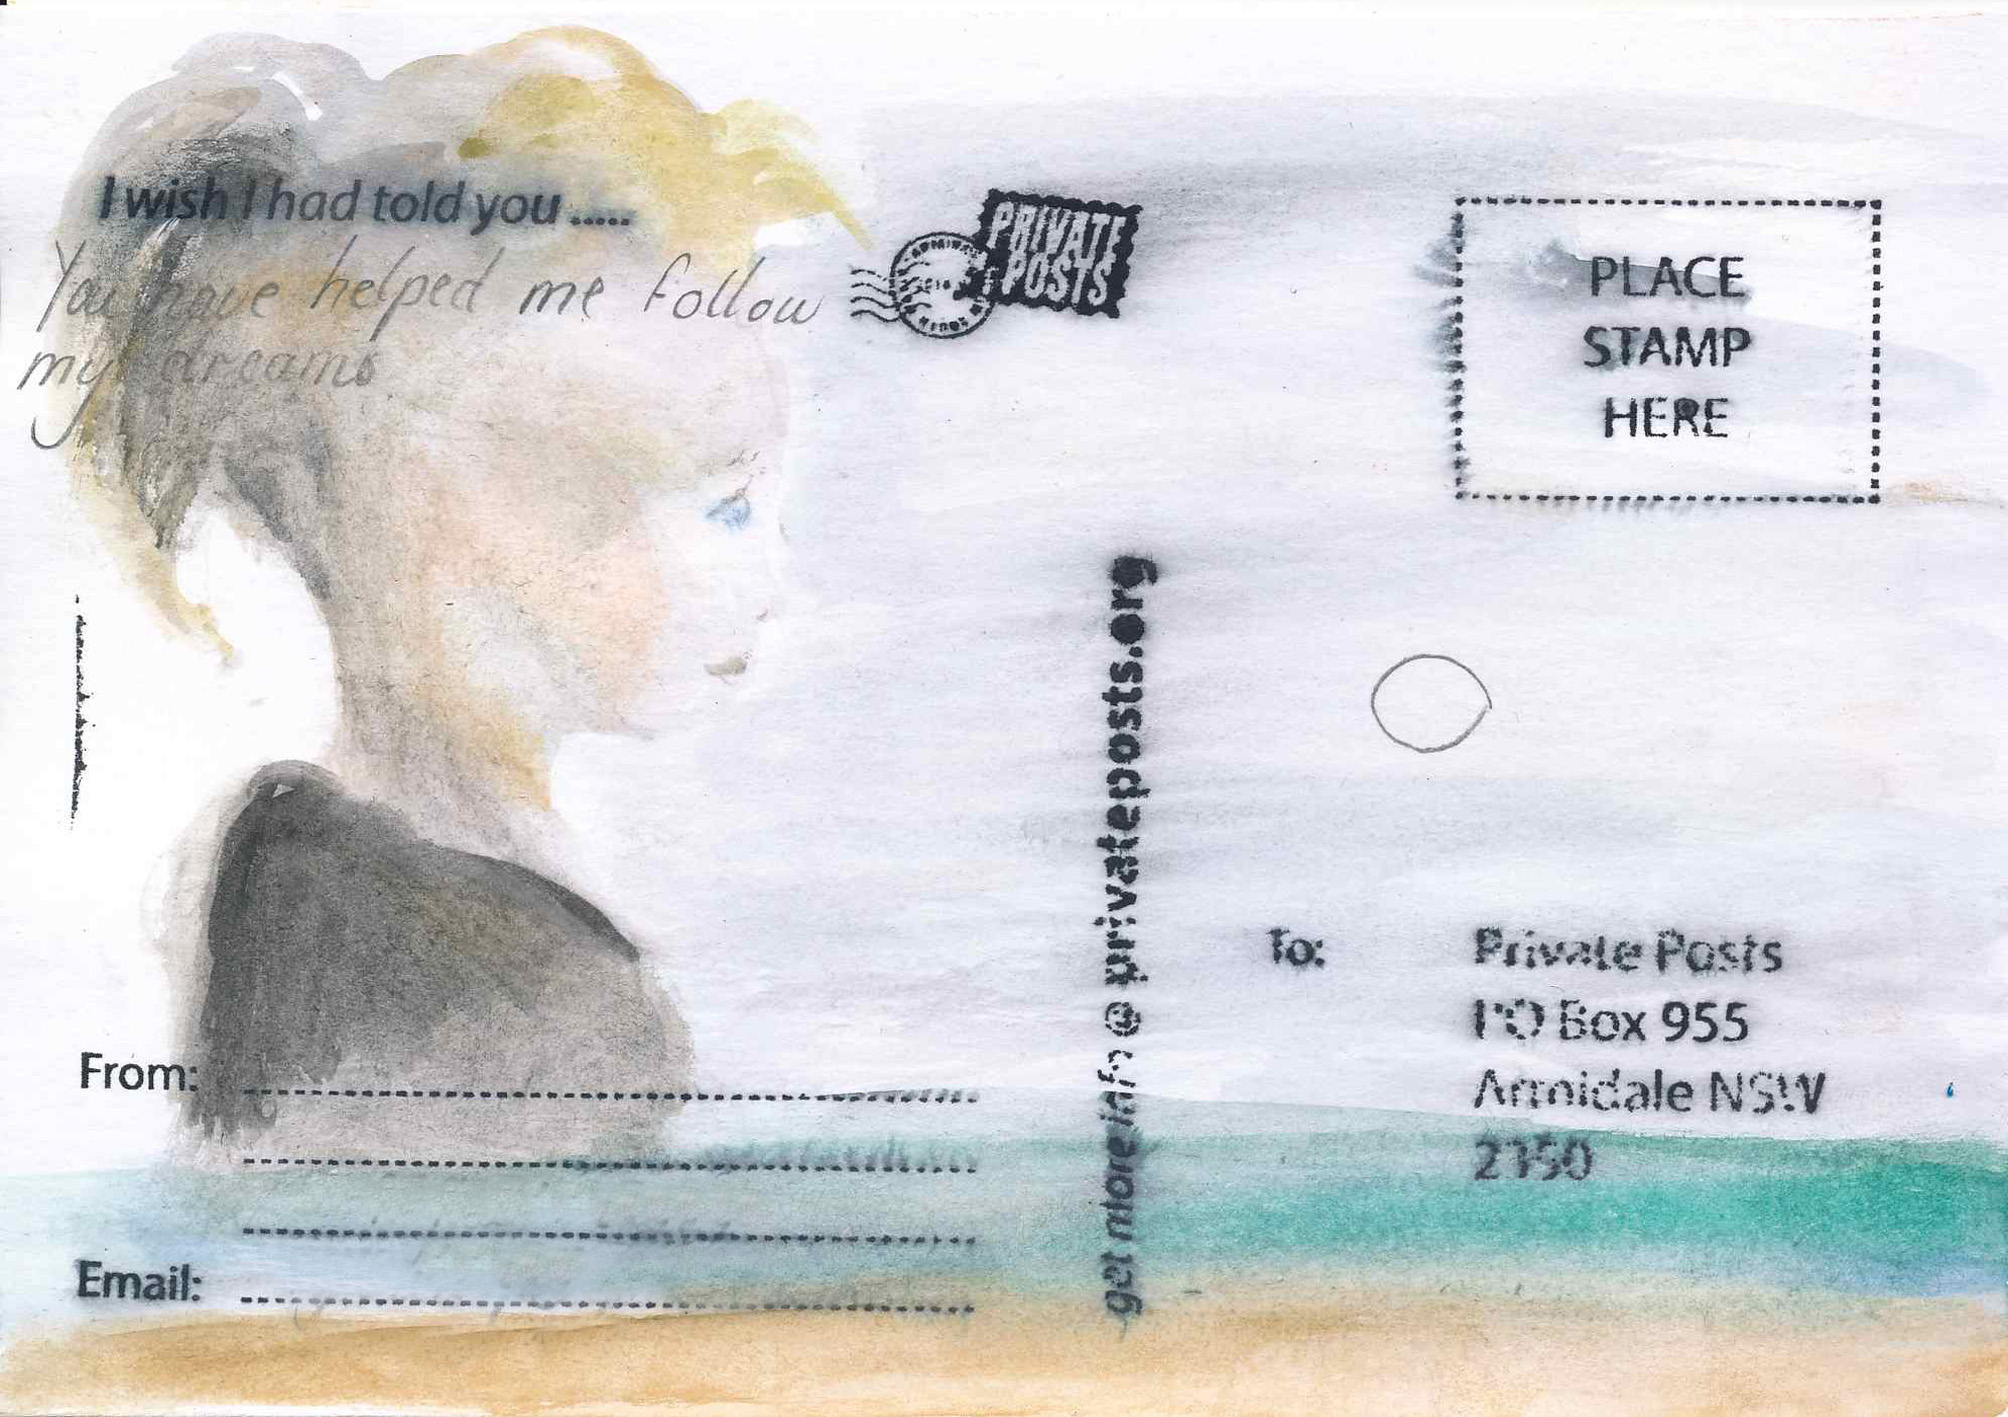 I wish I had told you .....
You have helped me follow
my dreams
PRIVATE
POSTS
PLACE
STAMP
HERE
get more info @ privateposts.org
To:
Private Posts
PO Box 955
Armidale NSW
2350
From:
Email: